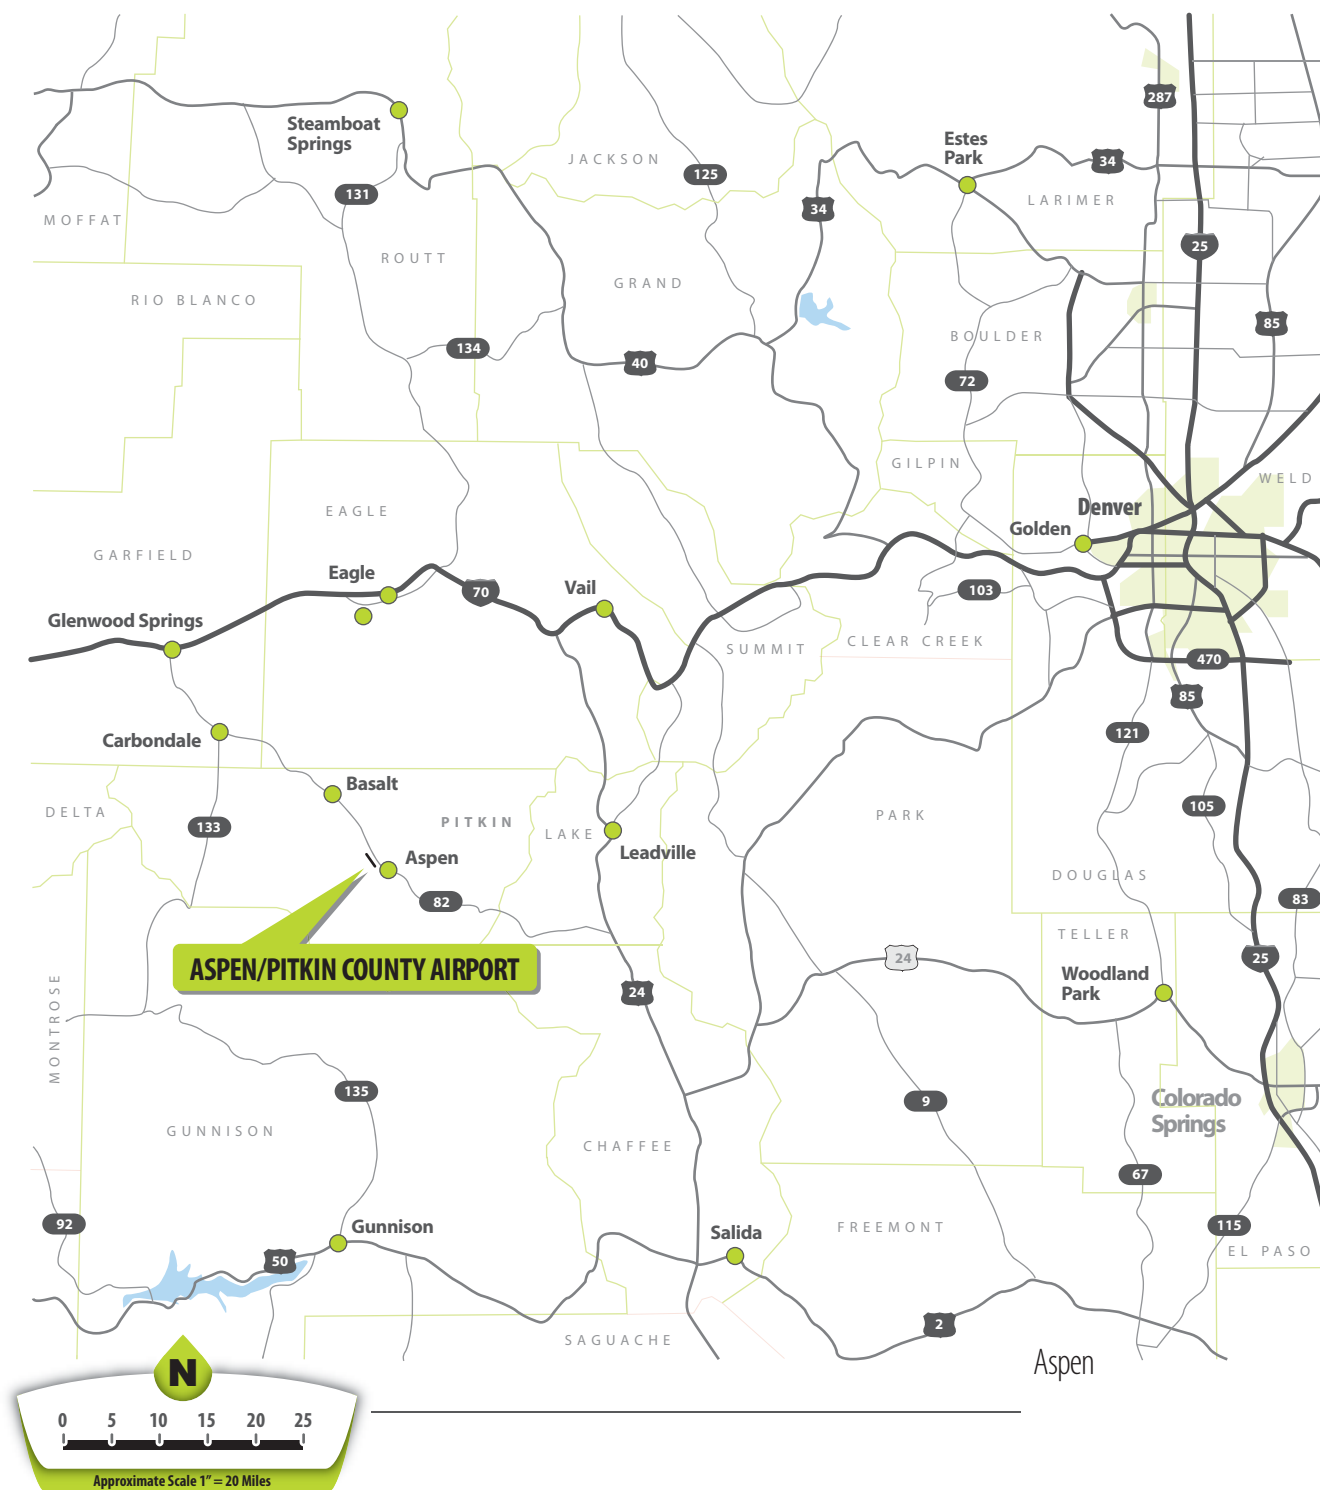 287
Steamboat
Springs
Estes
Park
JACKSON
34
125
131
LARIMER
34
MOFFAT
25
ROUTT
GRAND
RIO BLANCO
85
BOULDER
134
40
72
GILPIN
WELD
EAGLE
Denver
Golden
GARFIELD
Eagle
Vail
70
103
Glenwood Springs
SUMMIT
CLEAR CREEK
470
85
Carbondale
121
Basalt
105
DELTA
PITKIN
PARK
133
LAKE
Leadville
Aspen
DOUGLAS
82
83
TELLER
24
25
ASPEN/PITKIN COUNTY AIRPORT
Woodland
Park
24
MONTROSE
135
9
Colorado
Springs
GUNNISON
CHAFFEE
67
92
Gunnison
Salida
FREEMONT
115
EL PASO
50
2
SAGUACHE
Aspen
N
0 5 10 15 20 25
Approximate Scale 1” = 20 Miles